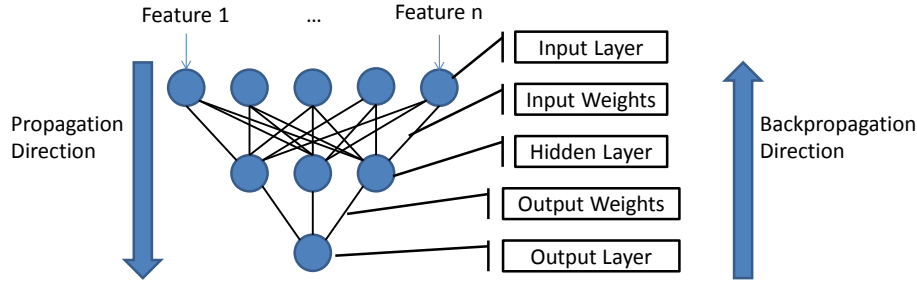 Feature 1
...
Feature n
Input Layer
Input Weights
Propagation
Direction
Backpropagation
Direction
Hidden Layer
Output Weights
Output Layer